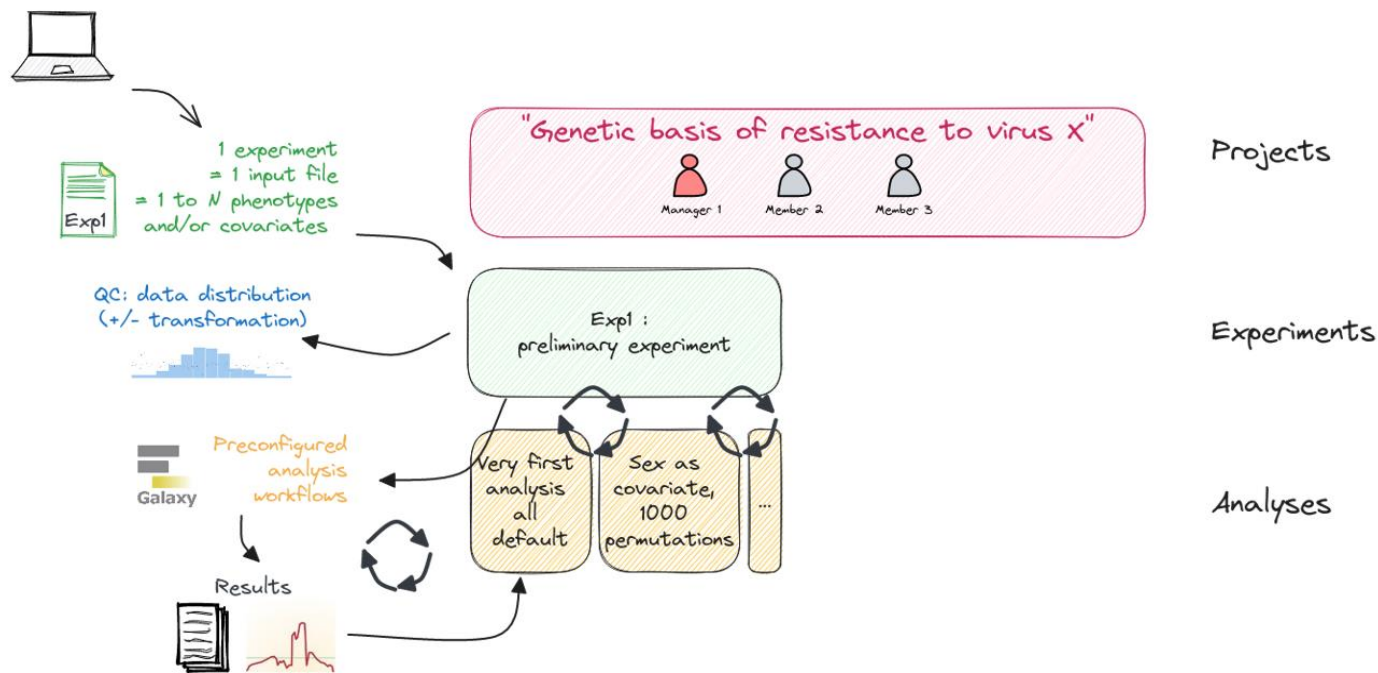 "Genetic basis of resistance to virus X"
Manager 1
Member 2
Member 3
Projects
1 experiment
= 1 input file
= 1 to N phenotypes
and/or covariates
Exp1
QC: data distribution
(+/- transformation)
Exp1 :
preliminary experiment
Experiments
Preconfigured
analysis
workflows
Galaxy
Very first
analysis
all
default
Sex as
covariate,
1000
permutations
...
Analyses
Results